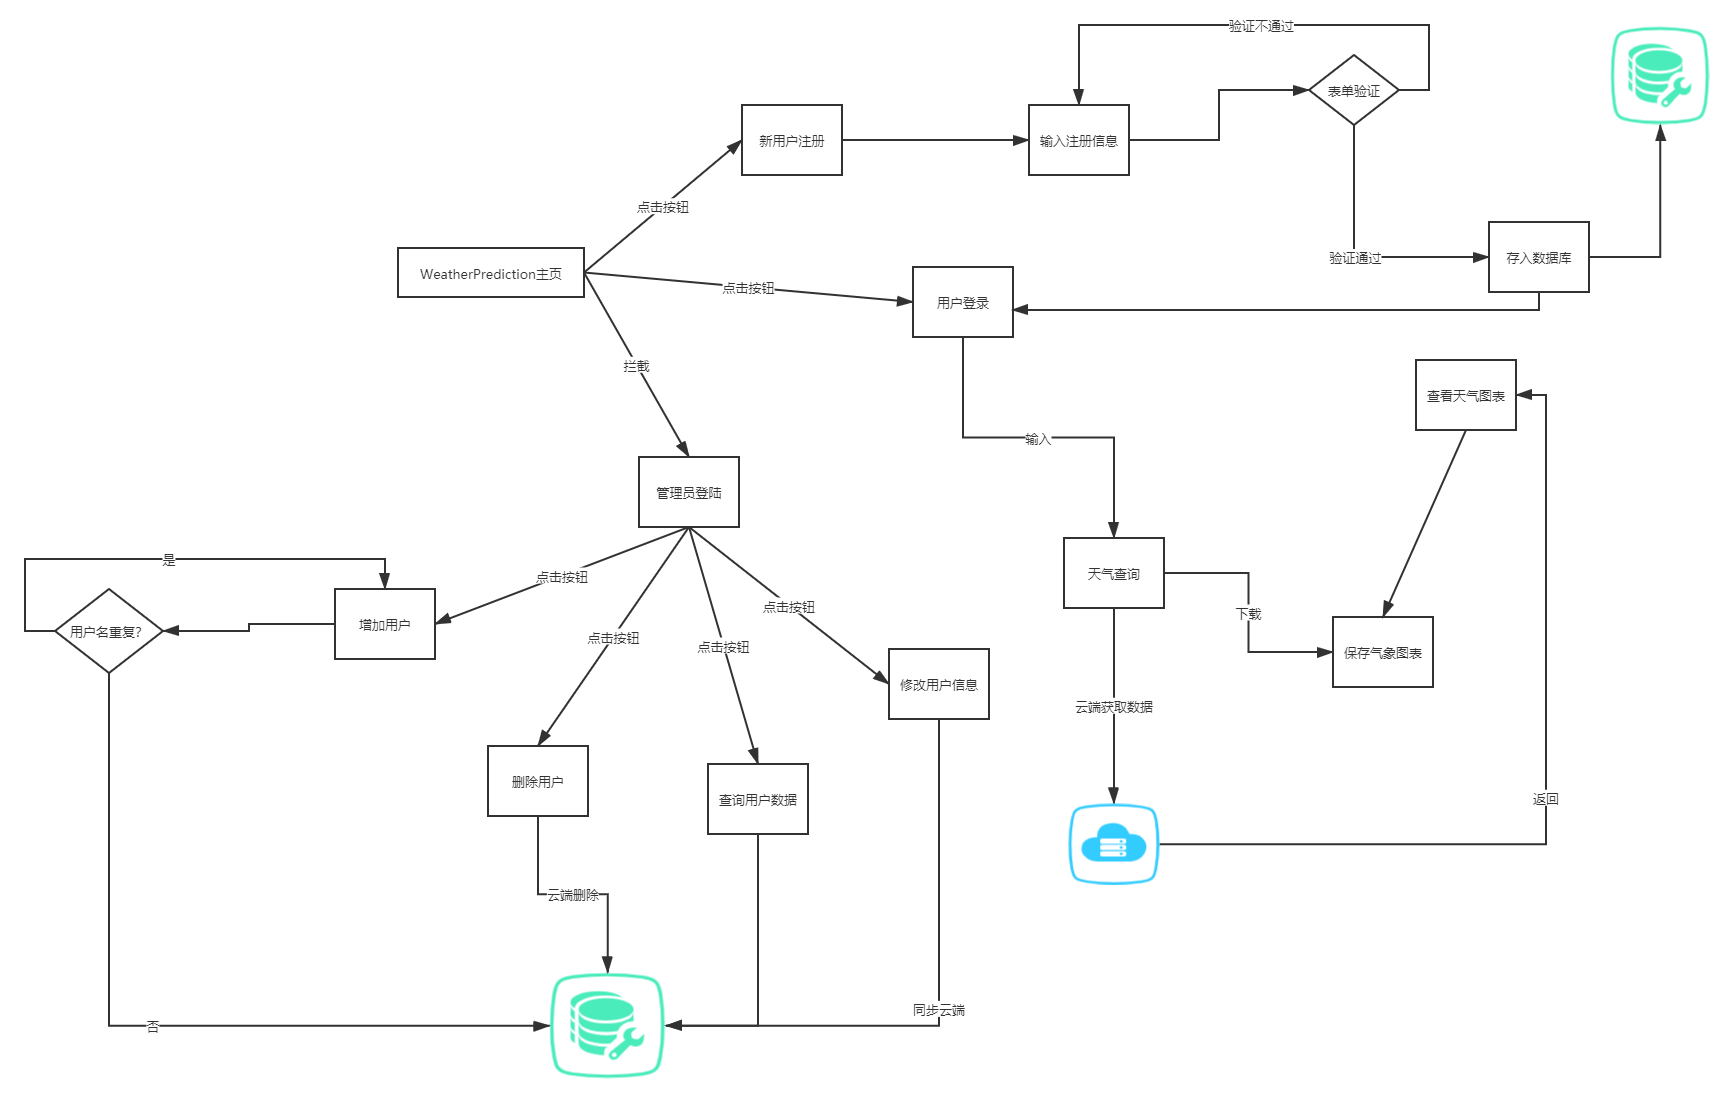 验证不通过
表单验证
新用户注册
输入注册信息
点击按钮
验证通过
存入数据库
WeatherPrediction主页
点击按钮
用户登录
拦截
查看天气图表
输入
管理员登陆
是
点击按钮
天气查询
点击按钮
下载
增加用户
用户名重复?
点击按钮
点击按钮
保存气象图表
修改用户信息
云端获取数据
删除用户
查询用户数据
返回
云端删除
同步云端
否